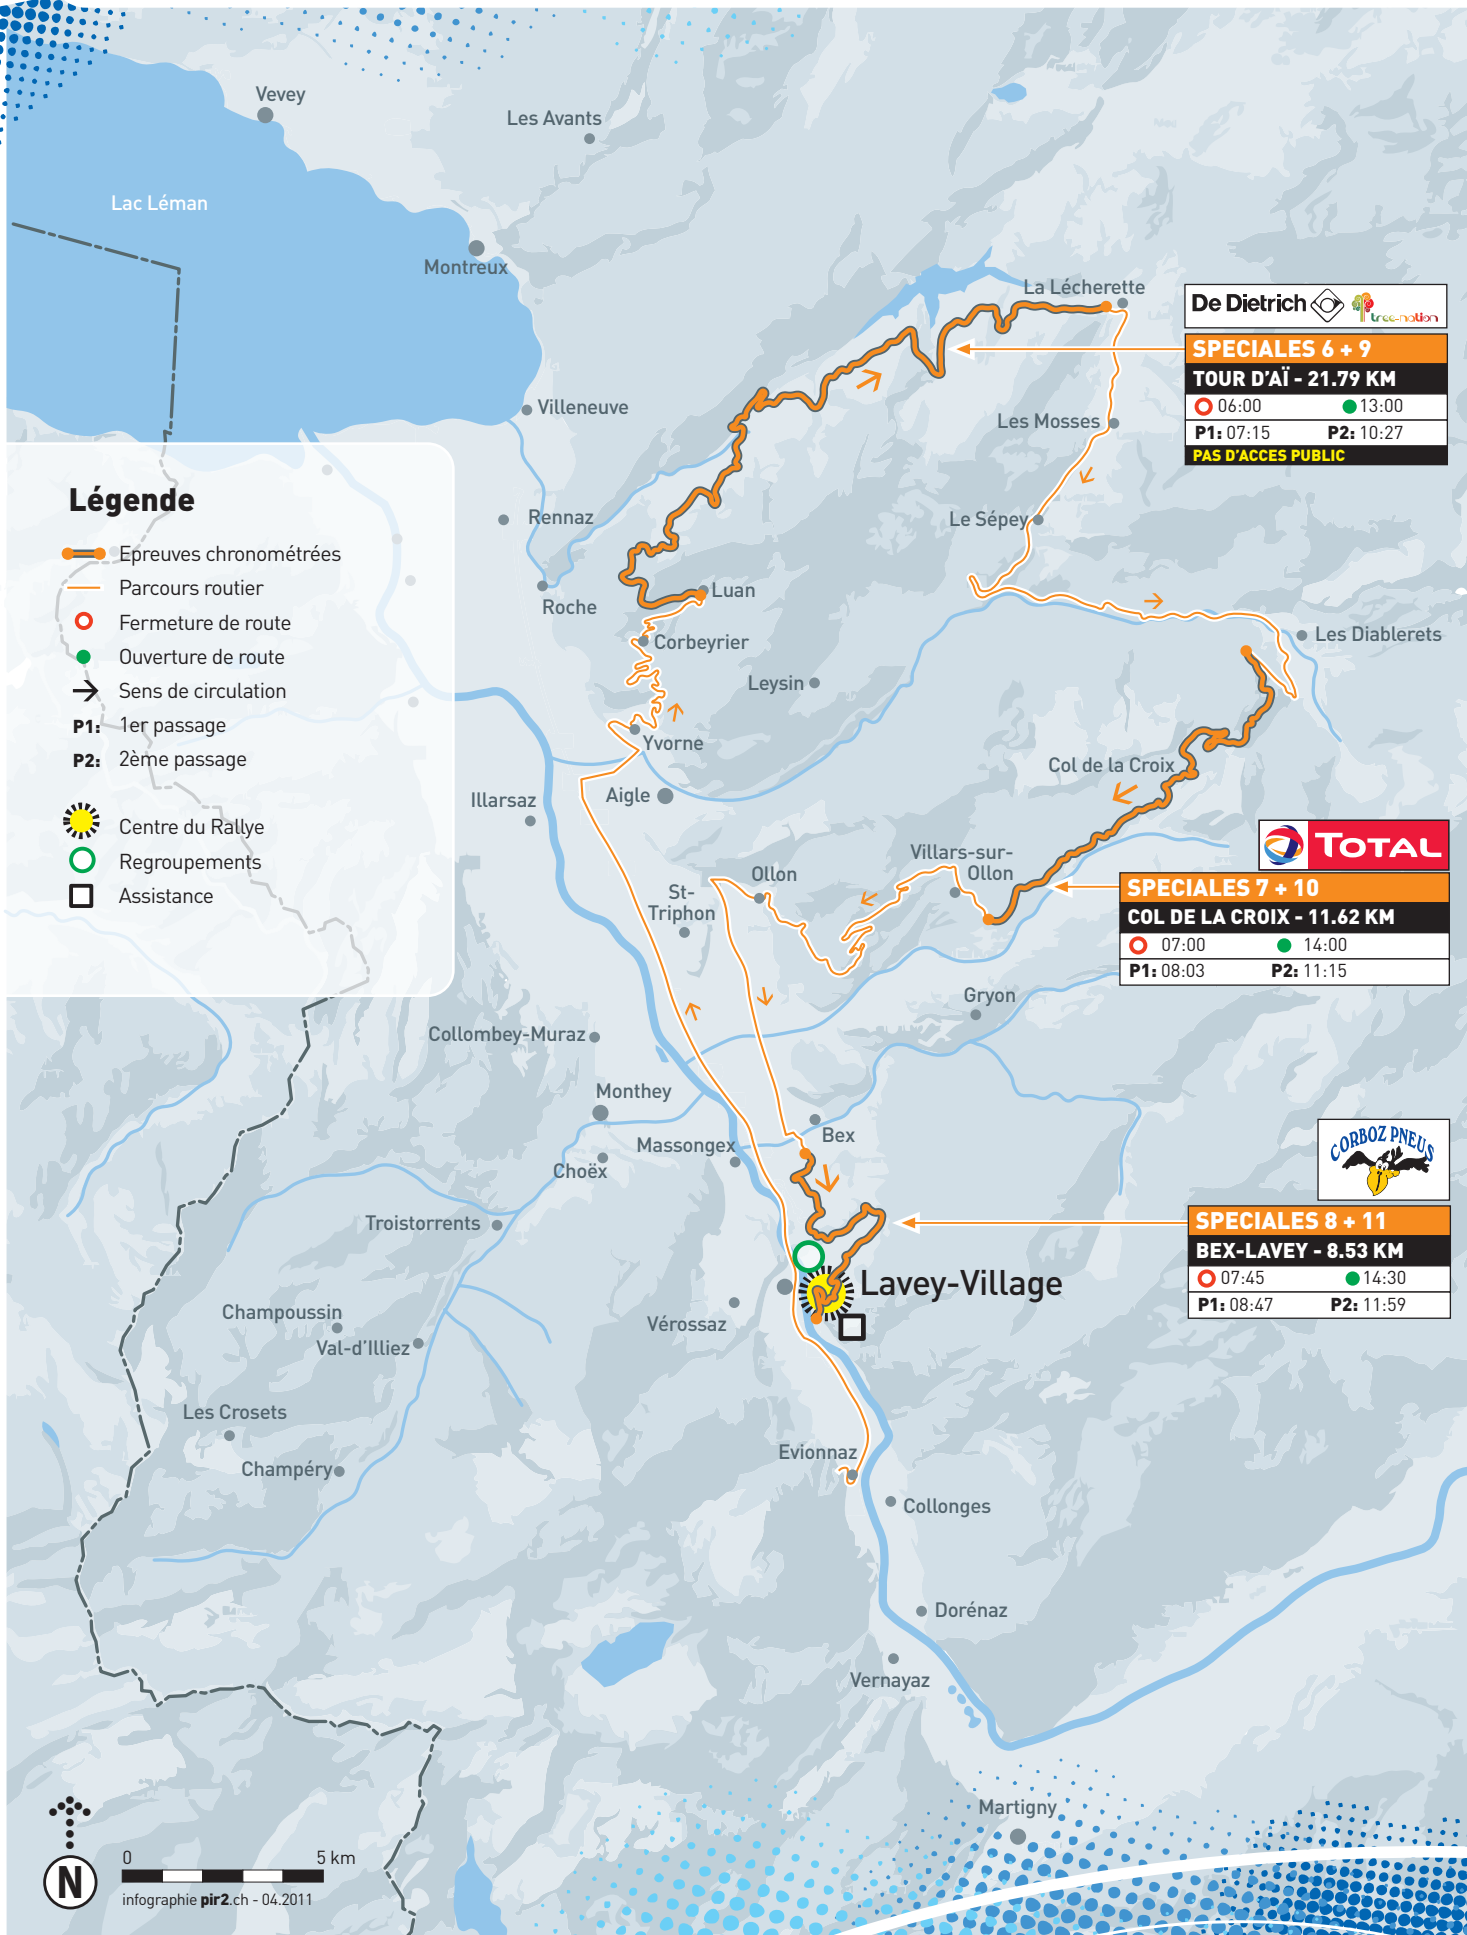 Vevey
Les Avants
Lac Léman
Montreux
La Lécherette
De Dietrich
tree-nation
SPECIALES 6 + 9
TOUR D'AÏ - 21.79 KM
06:00
13:00
P1: 07:15
P2: 10:27
PAS D'ACCES PUBLIC
Villeneuve
Les Mosses
Rennaz
Le Sépey
Roche
Luan
Corbeyrier
Les Diablerets
Leysin
Yvorne
Col de la Croix
Aigle
Illarsaz
Légende
Epreuves chronométrées
Parcours routier
Fermeture de route
Ouverture de route
Sens de circulation
P1: 1er passage
P2: 2ème passage
Centre du Rallye
Regroupements
Assistance
TOTAL
SPECIALES 7 + 10
COL DE LA CROIX - 11.62 KM
07:00
14:00
P1: 08:03
P2: 11:15
Villars-sur-
Ollon
Ollon
St-
Triphon
Gryon
Collombey-Muraz
Monthey
Bex
Massongex
Choëx
CORBOZ PNEUS
SPECIALES 8 + 11
BEX-LAVEY - 8.53 KM
07:45
14:30
P1: 08:47
P2: 11:59
Troistorrents
Lavey-Village
Champoussin
Vérossaz
Val-d'Illiez
Les Crosets
Champéry
Evionnaz
Collonges
Dorénaz
Vernayaz
Martigny
N
0
5 km
infographie pir2.ch - 04.2011